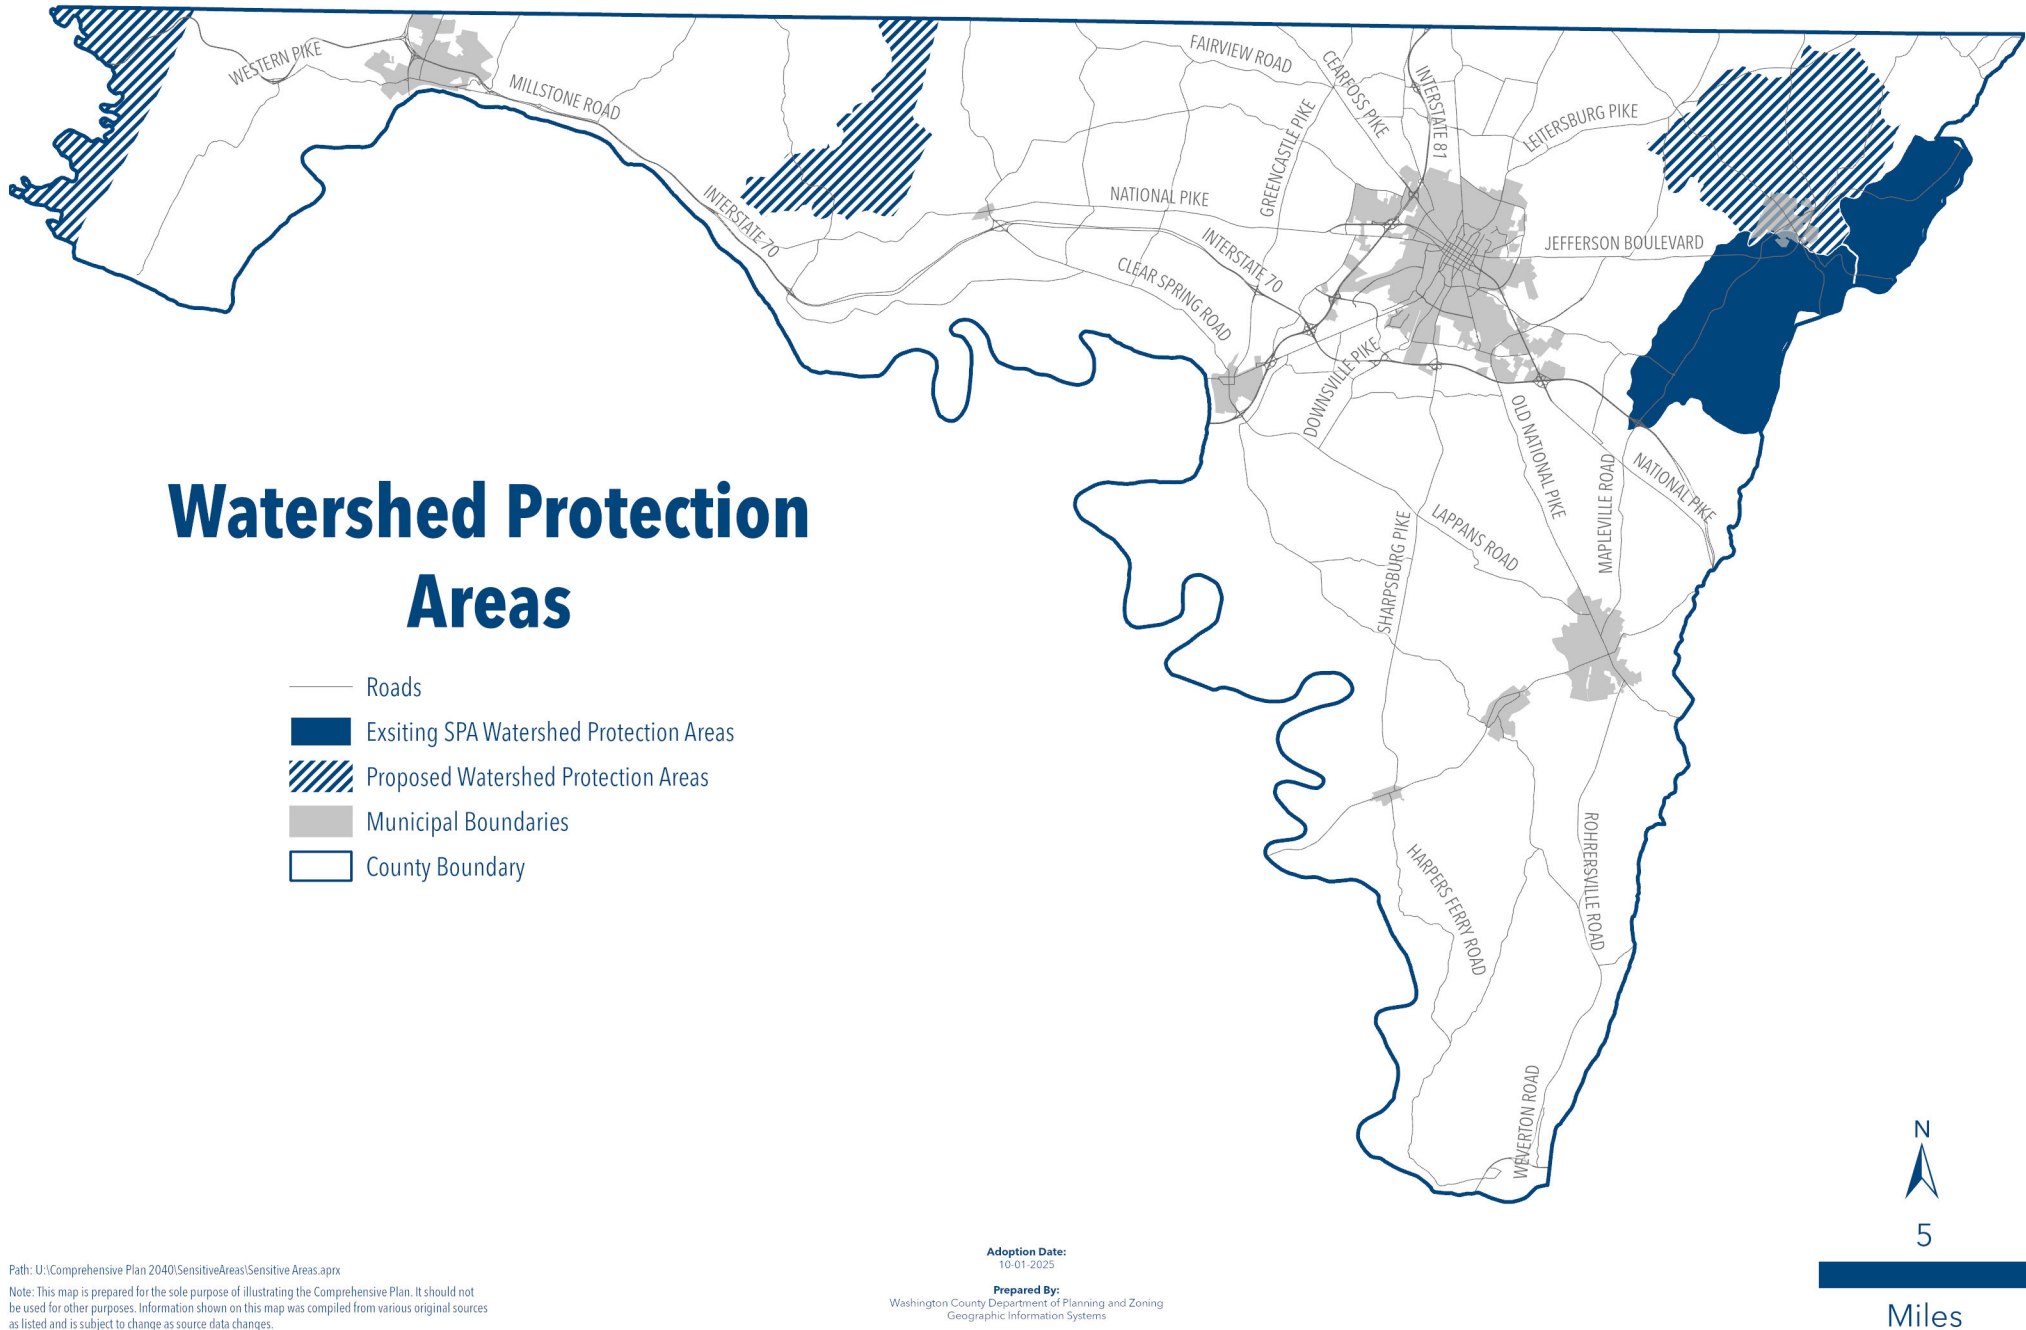 WESTERN PIKE
MILLSTONE ROAD
FAIRVIEW ROAD
CEARFOSS PIKE
INTERSTATE 81
GREENCASTLE PIKE
LEITERSBURG PIKE
NATIONAL PIKE
INTERSTATE 70
INTERSTATE 70
JEFFERSON BOULEVARD
CLEAR SPRING ROAD
DOWNSVILLE PIKE
OLD NATIONAL PIKE
MAPLEVILLE ROAD
NATIONAL PIKE
LAPPANS ROAD
SHARPSBURG PIKE
HARPERS FERRY ROAD
ROHRERSVILLE ROAD
WEVERTON ROAD
Watershed Protection
Areas
Roads
Exsiting SPA Watershed Protection Areas
Proposed Watershed Protection Areas
Municipal Boundaries
County Boundary
N
5
Miles
Adoption Date:
10-01-2025
Prepared By:
Washington County Department of Planning and Zoning
Geographic Information Systems
Path: U:\Comprehensive Plan 2040\SensitiveAreas\Sensitive Areas.aprx
Note: This map is prepared for the sole purpose of illustrating the Comprehensive Plan. It should not
be used for other purposes. Information shown on this map was compiled from various original sources
as listed and is subject to change as source data changes.